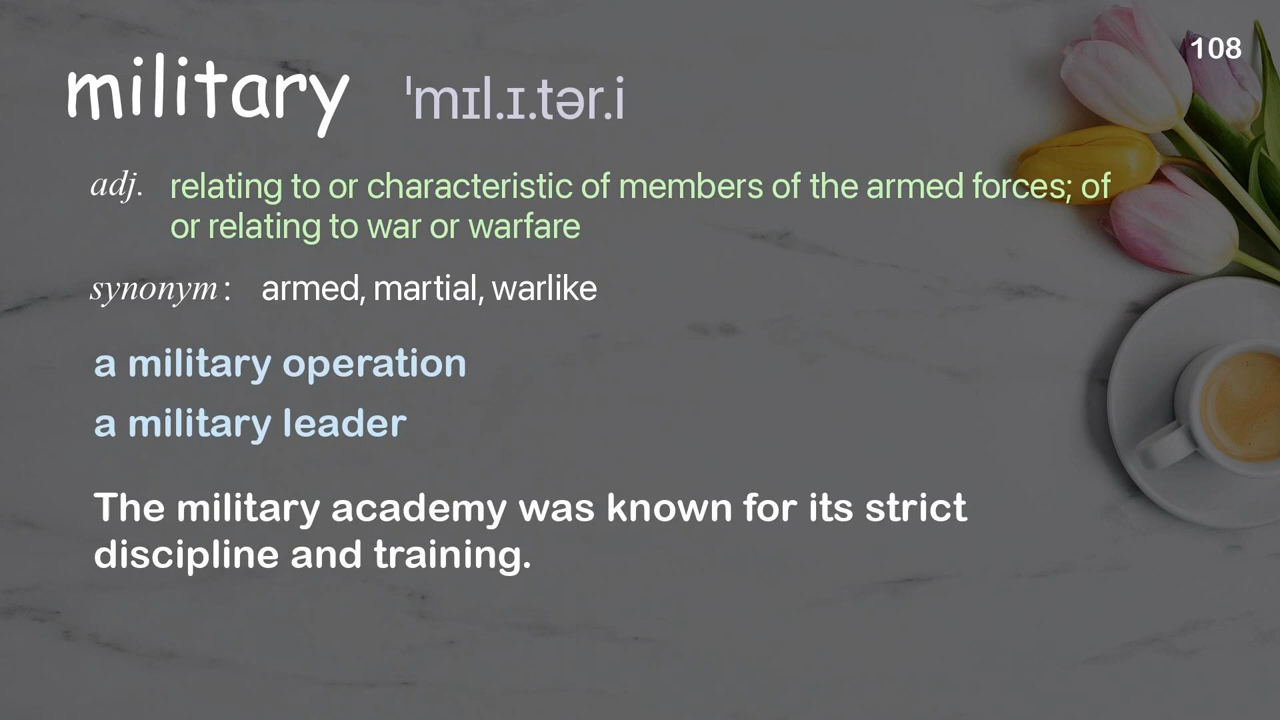 108
military ˈmɪl.ɪ.tər.i
adj. relating to or characteristic of members of the armed forces; of
or relating to war or warfare
synonym: armed, martial, warlike
a military operation
a military leader
The military academy was known for its strict
discipline and training.